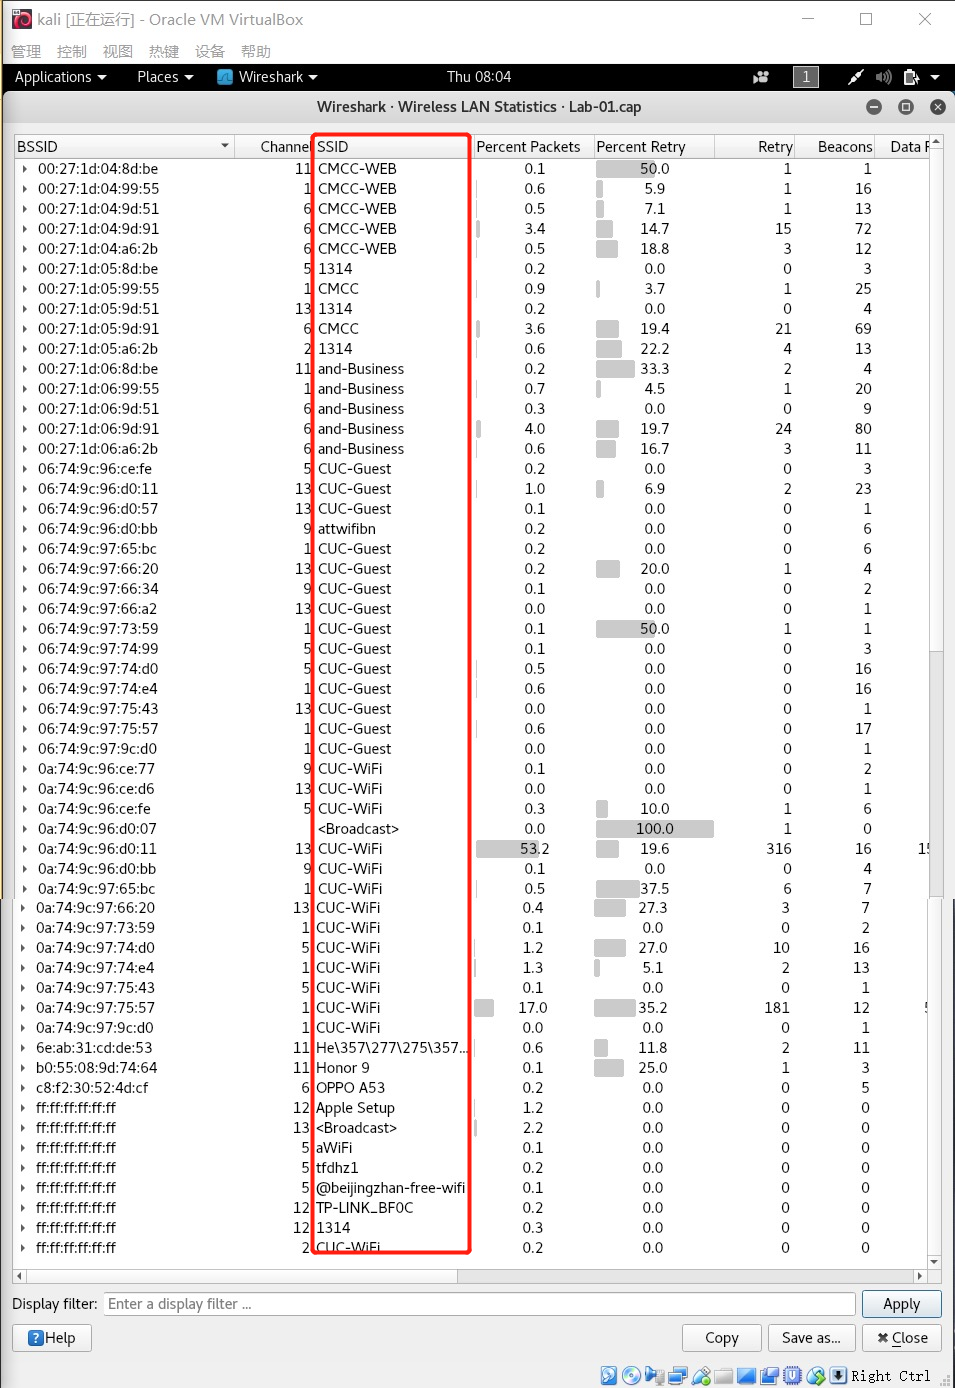 kali [正在运行] - Oracle VM VirtualBox
管理 控制 视图 热键 设备 帮助
Applications Places Wireshark Thu 08:04 1
Wireshark · Wireless LAN Statistics · Lab-01.cap
BSSID Channel SSID Percent Packets Percent Retry Retry Beacons Data
00:27:1d:04:8d:be 11 CMCC-WEB 0.1 50.0 1 1
00:27:1d:04:99:55 1 CMCC-WEB 0.6 5.9 1 16
00:27:1d:04:9d:51 6 CMCC-WEB 0.5 7.1 1 13
00:27:1d:04:9d:91 6 CMCC-WEB 3.4 14.7 15 72
00:27:1d:04:a6:2b 6 CMCC-WEB 0.5 18.8 3 12
00:27:1d:05:8d:be 5 1314 0.2 0.0 0 3
00:27:1d:05:99:55 1 CMCC 0.9 3.7 1 25
00:27:1d:05:9d:51 13 1314 0.2 0.0 0 4
00:27:1d:05:9d:91 6 CMCC 3.6 19.4 21 69
00:27:1d:05:a6:2b 2 1314 0.6 22.2 4 13
00:27:1d:06:8d:be 11 and-Business 0.2 33.3 2 4
00:27:1d:06:99:55 1 and-Business 0.7 4.5 1 20
00:27:1d:06:9d:51 6 and-Business 0.3 0.0 0 9
00:27:1d:06:9d:91 6 and-Business 4.0 19.7 24 80
00:27:1d:06:a6:2b 6 and-Business 0.6 16.7 3 11
06:74:9c:96:ce:fe 5 CUC-Guest 0.2 0.0 0 3
06:74:9c:96:d0:11 13 CUC-Guest 1.0 6.9 2 23
06:74:9c:96:d0:57 13 CUC-Guest 0.1 0.0 0 1
06:74:9c:96:d0:bb 9 attwifibn 0.2 0.0 0 6
06:74:9c:97:65:bc 1 CUC-Guest 0.2 0.0 0 6
06:74:9c:97:66:20 13 CUC-Guest 0.2 20.0 1 4
06:74:9c:97:66:34 9 CUC-Guest 0.1 0.0 0 2
06:74:9c:97:66:a2 13 CUC-Guest 0.0 0.0 0 1
06:74:9c:97:73:59 1 CUC-Guest 0.1 50.0 1 1
06:74:9c:97:74:99 5 CUC-Guest 0.1 0.0 0 3
06:74:9c:97:74:d0 5 CUC-Guest 0.5 0.0 0 16
06:74:9c:97:74:e4 1 CUC-Guest 0.6 0.0 0 16
06:74:9c:97:75:43 13 CUC-Guest 0.0 0.0 0 1
06:74:9c:97:75:57 1 CUC-Guest 0.6 0.0 0 17
06:74:9c:97:9c:d0 1 CUC-Guest 0.0 0.0 0 1
0a:74:9c:96:ce:77 9 CUC-WiFi 0.1 0.0 0 2
0a:74:9c:96:ce:d6 13 CUC-WiFi 0.0 0.0 0 1
0a:74:9c:96:ce:fe 5 CUC-WiFi 0.3 10.0 1 6
0a:74:9c:96:d0:07 <Broadcast> 0.0 100.0 1 0
0a:74:9c:96:d0:11 13 CUC-WiFi 53.2 19.6 316 16
0a:74:9c:96:d0:bb 9 CUC-WiFi 0.1 0.0 0 4
0a:74:9c:97:65:bc 1 CUC-WiFi 0.5 37.5 6 7
0a:74:9c:97:66:20 13 CUC-WiFi 0.4 27.3 3 7
0a:74:9c:97:73:59 1 CUC-WiFi 0.1 0.0 0 2
0a:74:9c:97:74:d0 5 CUC-WiFi 1.2 27.0 10 16
0a:74:9c:97:74:e4 1 CUC-WiFi 1.3 5.1 2 13
0a:74:9c:97:75:43 5 CUC-WiFi 0.1 0.0 0 1
0a:74:9c:97:75:57 1 CUC-WiFi 17.0 35.2 181 12
0a:74:9c:97:9c:d0 1 CUC-WiFi 0.0 0.0 0 1
6e:ab:31:cd:de:53 11 He\357\277\275\357... 0.6 11.8 2 11
b0:55:08:9d:74:64 11 Honor 9 0.1 25.0 1 3
c8:f2:30:52:4d:cf 6 OPPO A53 0.2 0.0 0 5
ff:ff:ff:ff:ff:ff 12 Apple Setup 1.2 0.0 0 0
ff:ff:ff:ff:ff:ff 13 <Broadcast> 2.2 0.0 0 0
ff:ff:ff:ff:ff:ff 5 aWiFi 0.1 0.0 0 0
ff:ff:ff:ff:ff:ff 5 tfdhz1 0.2 0.0 0 0
ff:ff:ff:ff:ff:ff 5 @beijingzhan-free-wifi 0.1 0.0 0 0
ff:ff:ff:ff:ff:ff 12 TP-LINK_BF0C 0.2 0.0 0 0
ff:ff:ff:ff:ff:ff 12 1314 0.3 0.0 0 0
ff:ff:ff:ff:ff:ff 2 CUC-WiFi 0.2 0.0 0 0
Display filter: Enter a display filter ... Apply
Help Copy Save as... Close
Right Ctrl